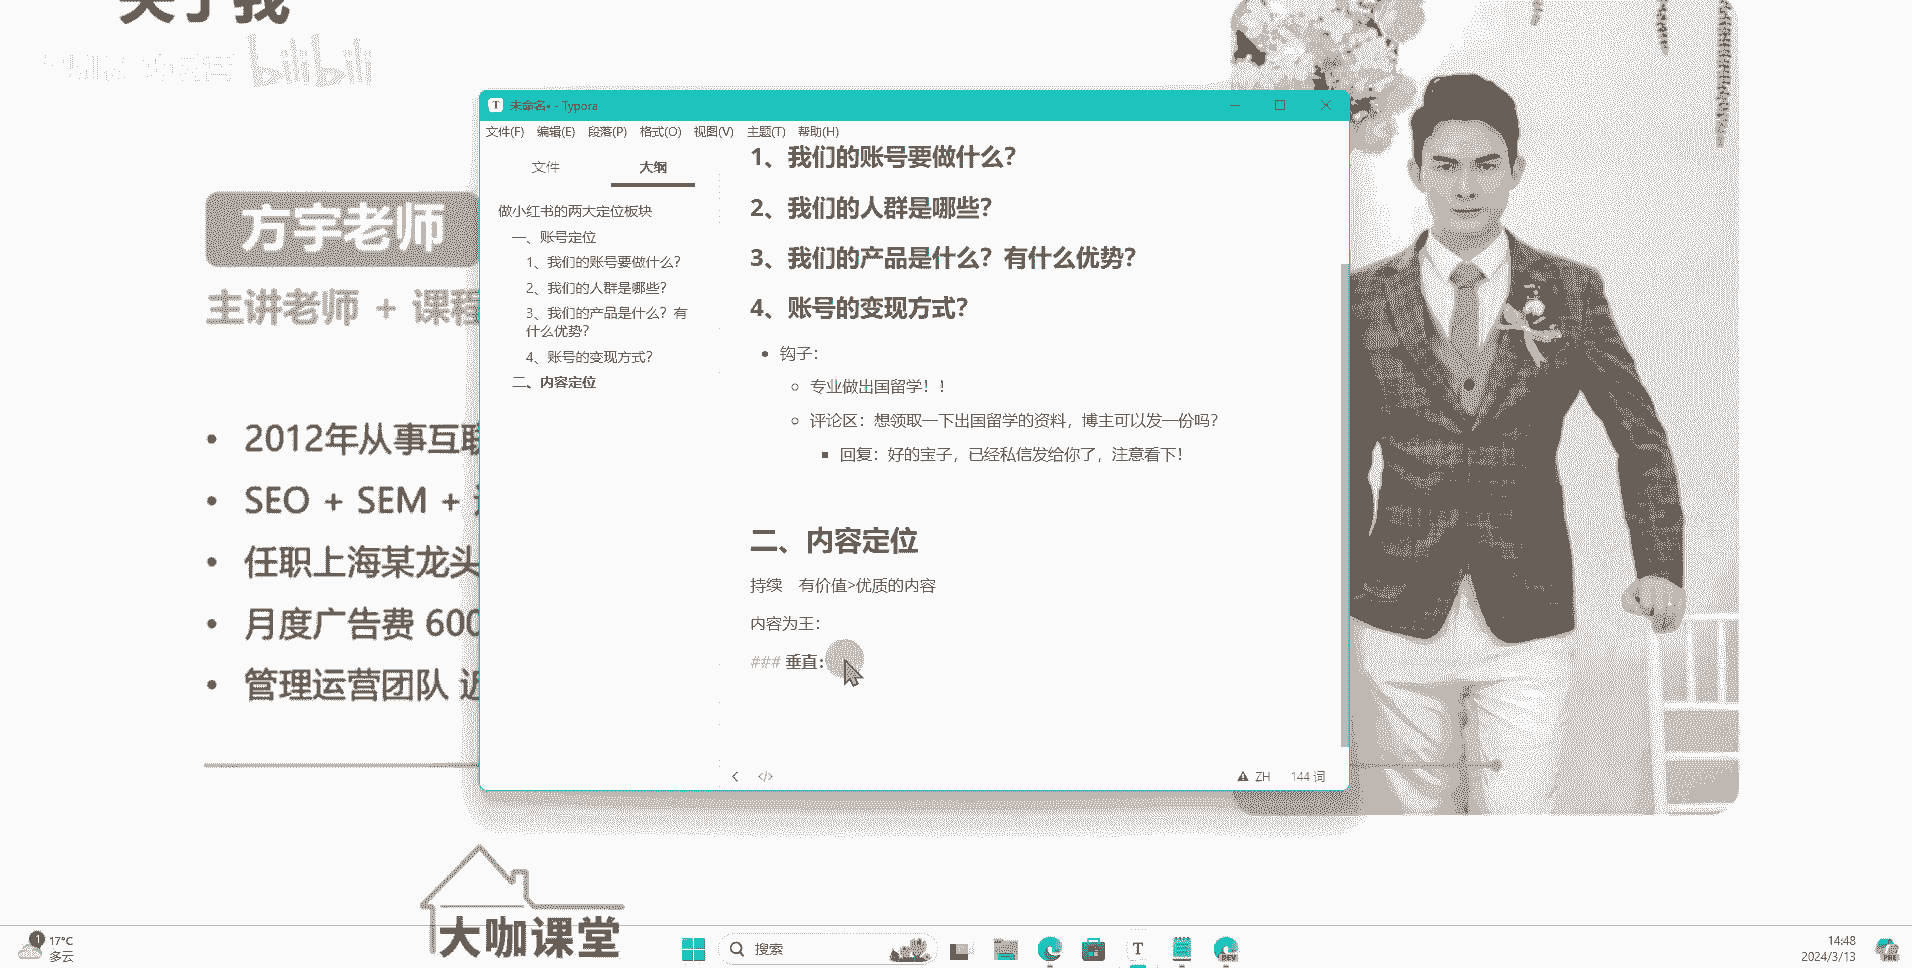 关于我
bilibili
方宇老师
主讲老师 + 课程
2012年从事互联
SEO + SEM +
任职上海某龙头
月度广告费 600
管理运营团队 近
未命名• - Typora
文件(F) 编辑(E) 段落(P) 格式(O) 视图(V) 主题(T) 帮助(H)
文件 大纲
做小红书的两大定位板块
一、账号定位
1、我们的账号要做什么？
2、我们的人群是哪些？
3、我们的产品是什么？有
什么优势？
4、账号的变现方式？
二、内容定位
1、我们的账号要做什么？
2、我们的人群是哪些？
3、我们的产品是什么？有什么优势？
4、账号的变现方式？
钩子：
专业做出国留学！！
评论区：想领取一下出国留学的资料，博主可以发一份吗？
回复：好的宝子，已经私信发给你了，注意看下！
二、内容定位
持续 有价值>优质的内容
内容为王：
### 垂直：
</> ZH 144 词
大咖课堂
1 17°C
多云
搜索
T
DEV
14:48
2024/3/13
PRE